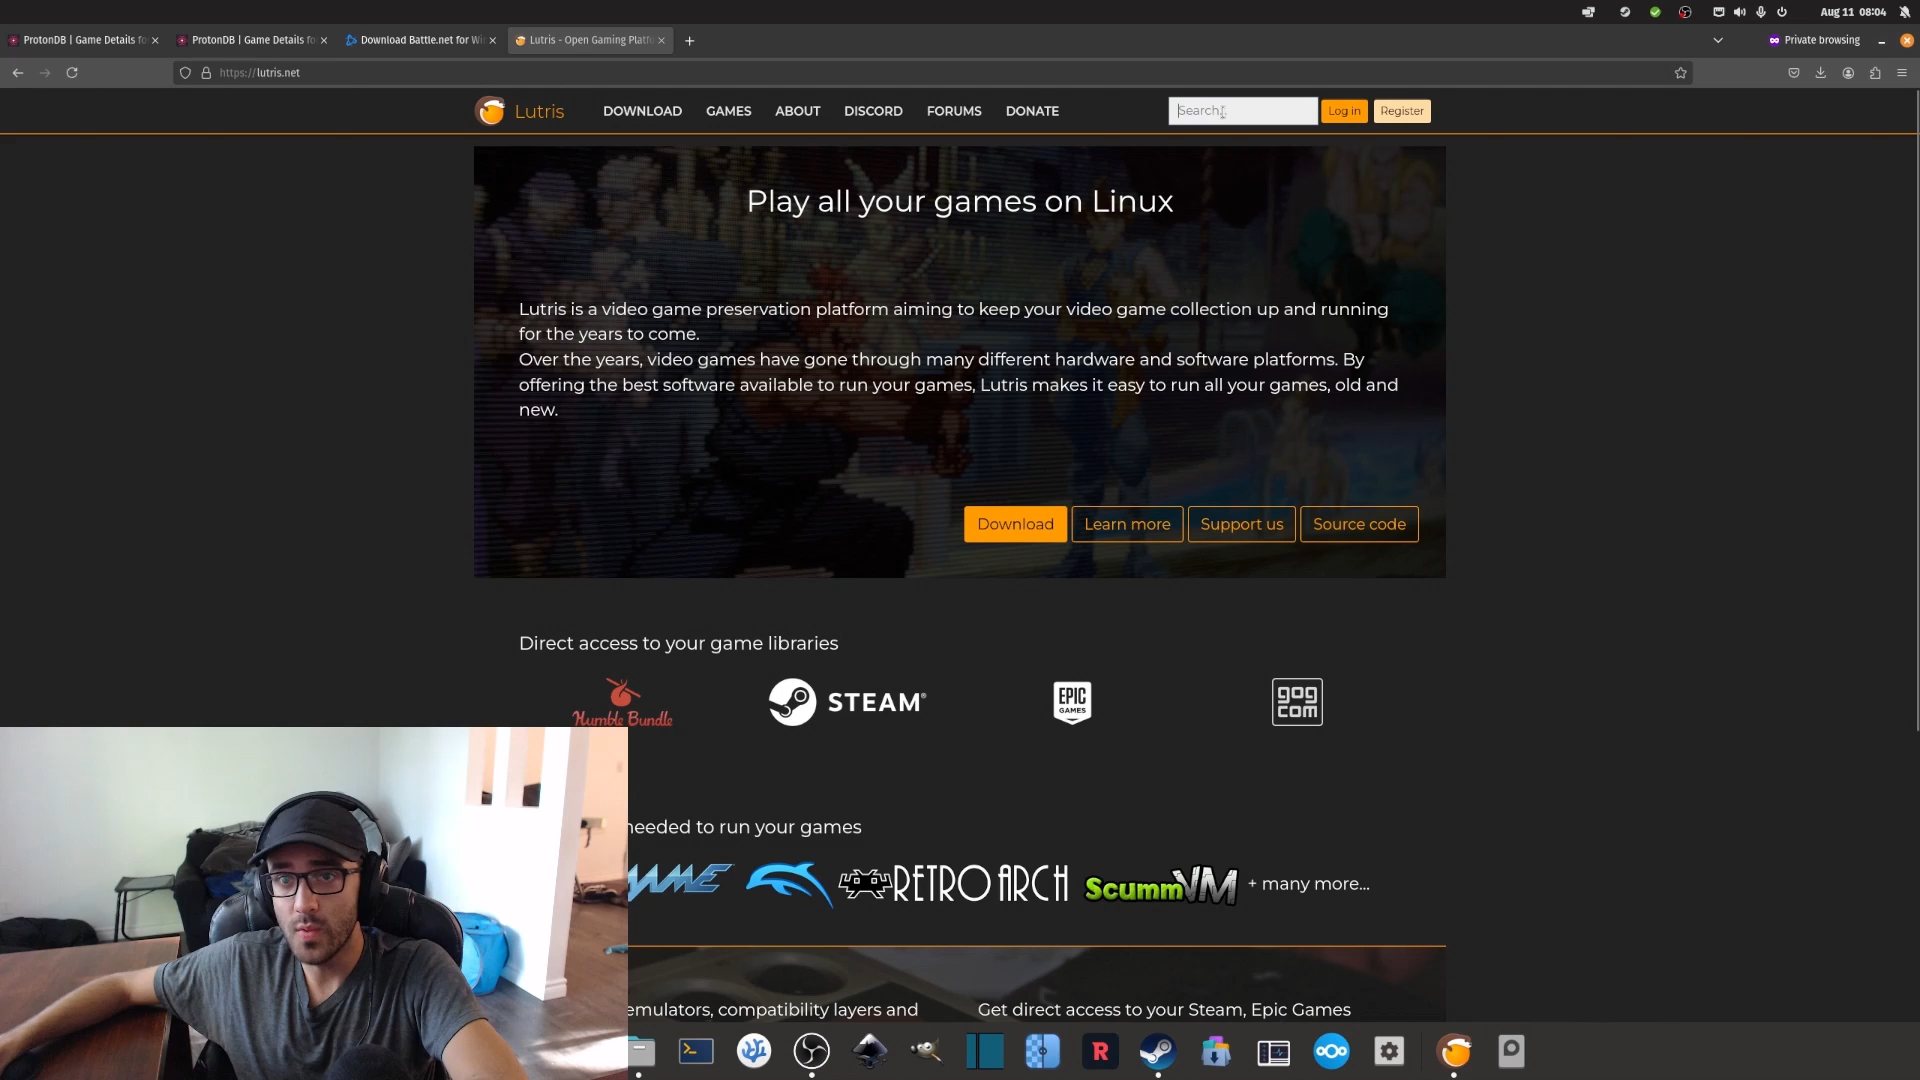 Aug 11 08:04
ProtonDB | Game Details fo
ProtonDB | Game Details fo
Download Battle.net for Wi
Lutris - Open Gaming Platfo
Private browsing
https://lutris.net
Lutris
DOWNLOAD
GAMES
ABOUT
DISCORD
FORUMS
DONATE
Search..
Log in
Register
Play all your games on Linux
Lutris is a video game preservation platform aiming to keep your video game collection up and running
for the years to come.
Over the years, video games have gone through many different hardware and software platforms. By
offering the best software available to run your games, Lutris makes it easy to run all your games, old and
new.
Download
Learn more
Support us
Source code
Direct access to your game libraries
Humble Bundle
STEAM
EPIC
GAMES
gog
com
needed to run your games
MAME
RETROARCH
ScummVM
+ many more...
emulators, compatibility layers and
Get direct access to your Steam, Epic Games
R